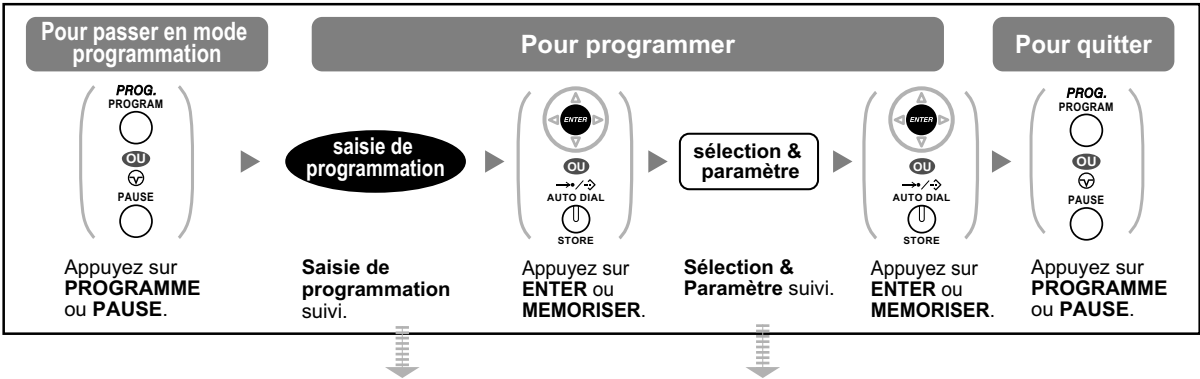 Pour passer en mode
programmation
Pour programmer
Pour quitter
PROG.
PROGRAM
OU
PAUSE
saisie de
programmation
ENTER
OU
AUTO DIAL
STORE
sélection &
paramètre
ENTER
OU
AUTO DIAL
STORE
PROG.
PROGRAM
OU
PAUSE
Appuyez sur
PROGRAMME
ou PAUSE.
Saisie de
programmation
suivi.
Appuyez sur
ENTER ou
MEMORISER.
Sélection &
Paramètre suivi.
Appuyez sur
ENTER ou
MEMORISER.
Appuyez sur
PROGRAMME
ou PAUSE.